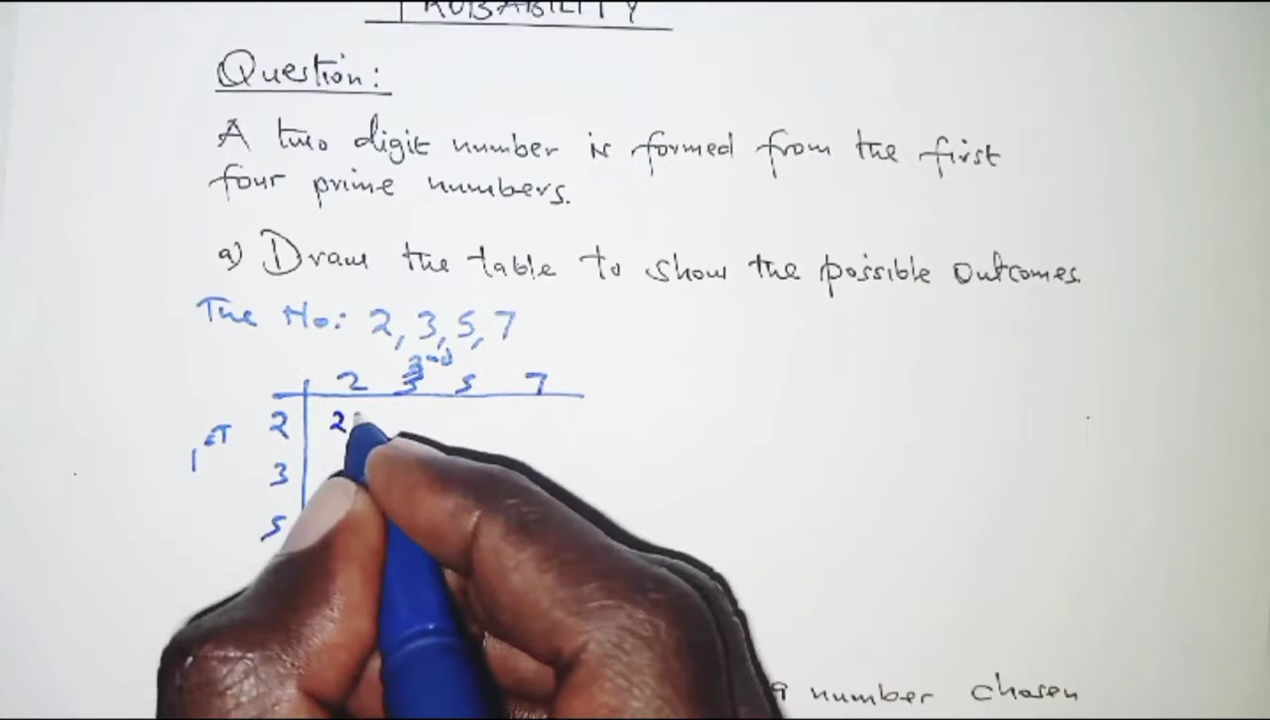 PROBABILITY
Question:
A two digit number is formed from the first
four prime numbers.
a) Draw the table to show the possible outcomes.
The No: 2, 3, 5, 7
2nd
2 3 5 7
1st 2 2
3
5
a number chosen